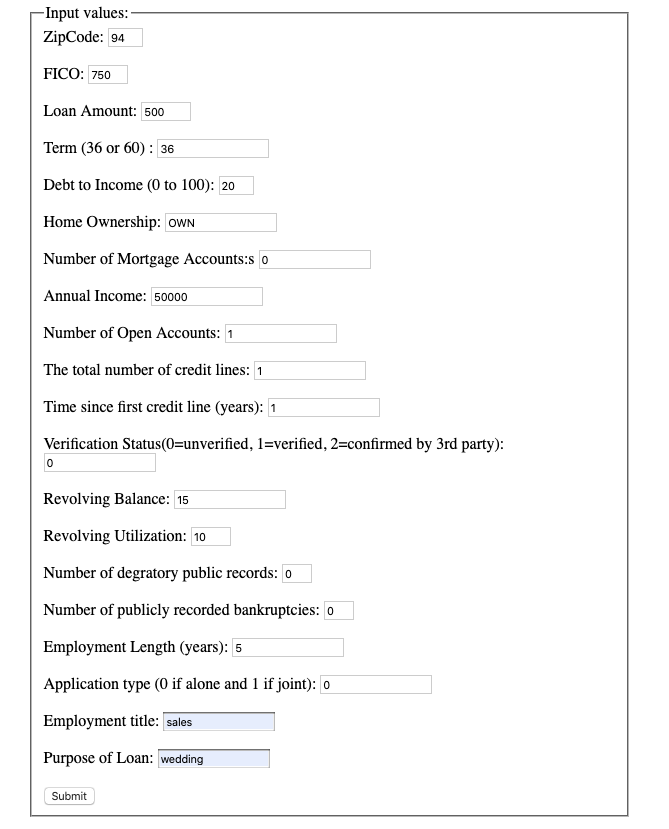 Input values:
ZipCode: 94
FICO: 750
Loan Amount: 500
Term (36 or 60) : 36
Debt to Income (0 to 100): 20
Home Ownership: OWN
Number of Mortgage Accounts:s 0
Annual Income: 50000
Number of Open Accounts: 1
The total number of credit lines: 1
Time since first credit line (years): 1
Verification Status(0=unverified, 1=verified, 2=confirmed by 3rd party):
0
Revolving Balance: 15
Revolving Utilization: 10
Number of degratory public records: 0
Number of publicly recorded bankruptcies: 0
Employment Length (years): 5
Application type (0 if alone and 1 if joint): 0
Employment title: sales
Purpose of Loan: wedding
Submit